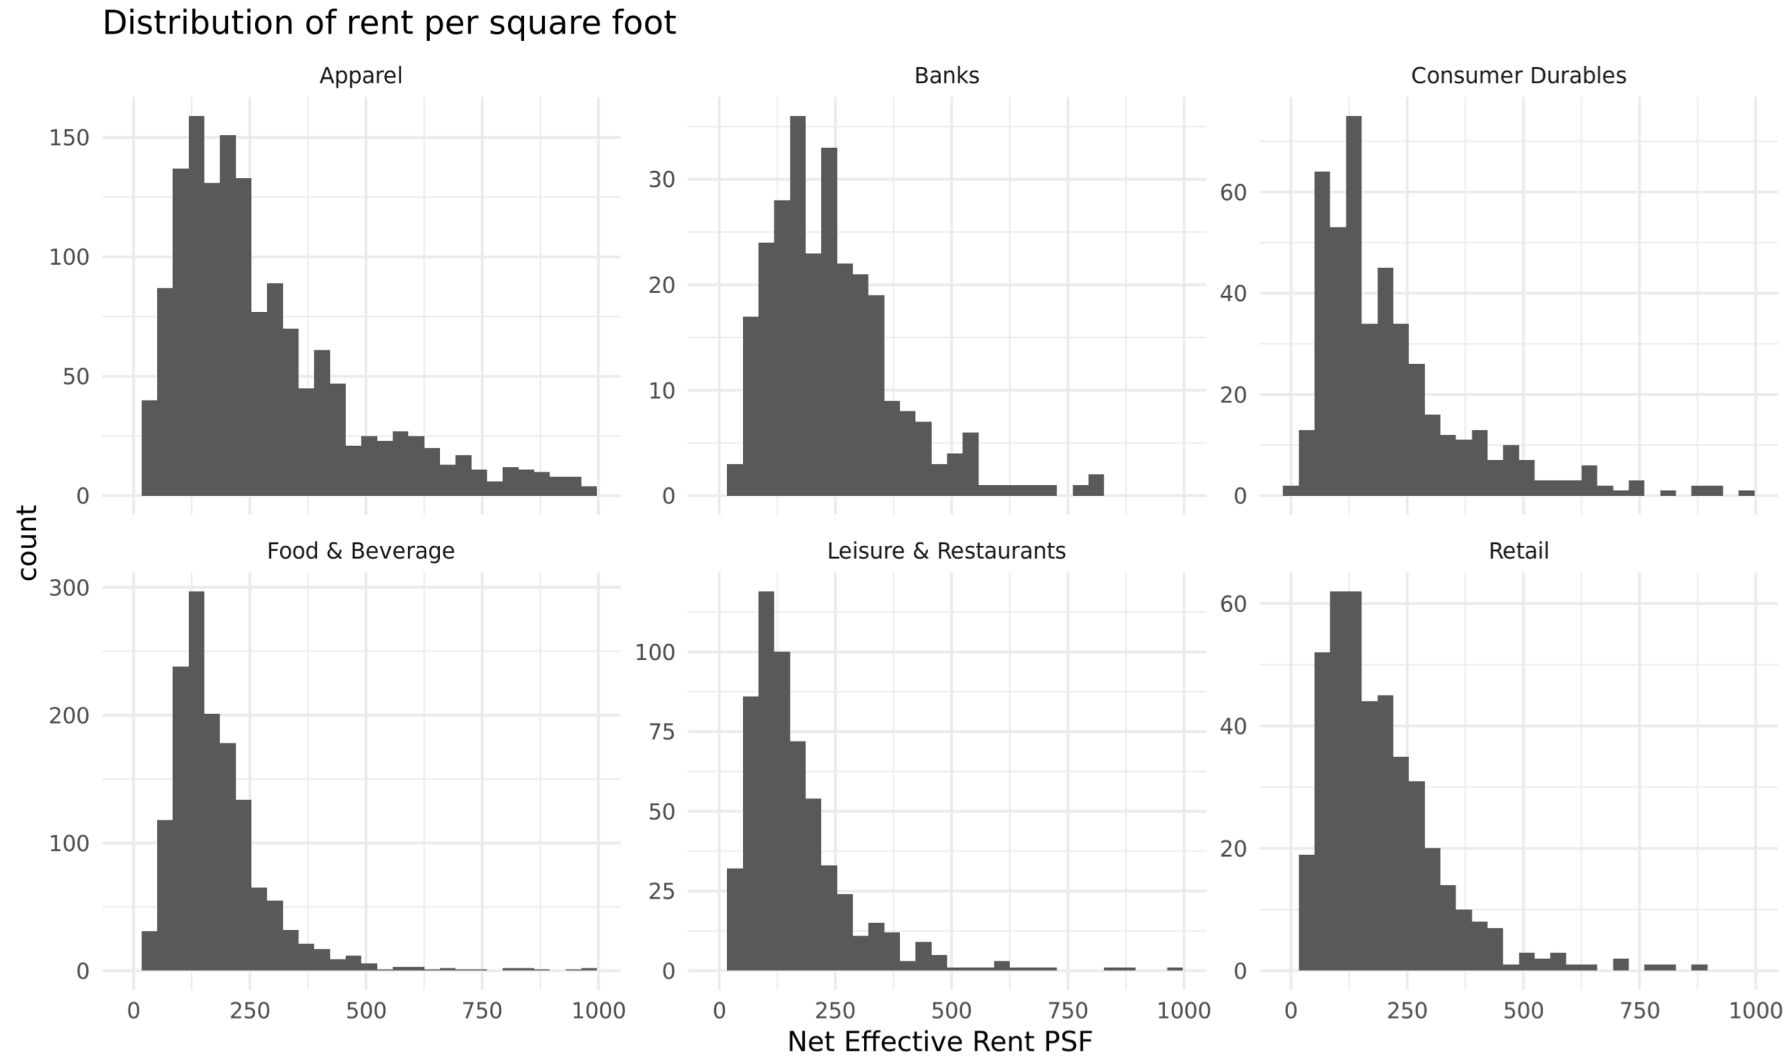 Distribution of rent per square foot
Apparel
Banks
Consumer Durables
150
100
50
0
30
20
10
0
60
40
20
0
count
Food & Beverage
Leisure & Restaurants
Retail
300
200
100
0
100
75
50
25
0
60
40
20
0
0 250 500 750 1000
0 250 500 750 1000
0 250 500 750 1000
Net Effective Rent PSF